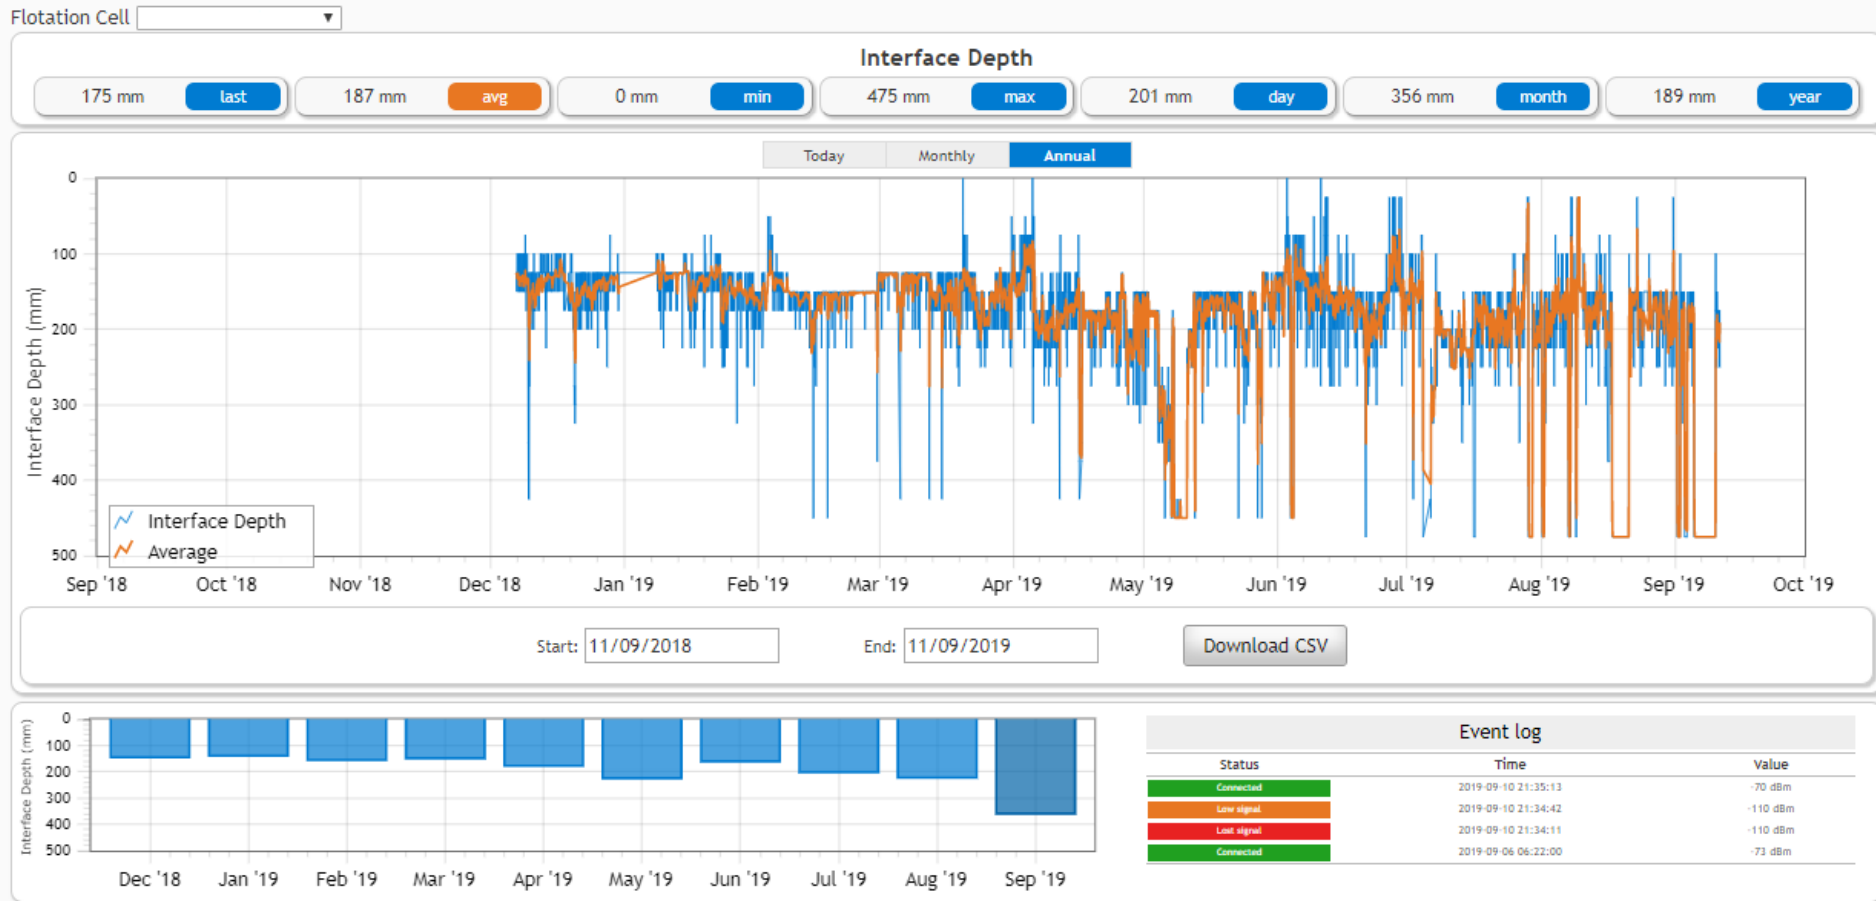 Flotation Cell
Interface Depth
175 mm last 187 mm avg 0 mm min 475 mm max 201 mm day 356 mm month 189 mm year
Today Monthly Annual
Interface Depth (mm)
0
100
200
300
400
500
Interface Depth
Average
Sep '18 Oct '18 Nov '18 Dec '18 Jan '19 Feb '19 Mar '19 Apr '19 May '19 Jun '19 Jul '19 Aug '19 Sep '19 Oct '19
Start: 11/09/2018 End: 11/09/2019 Download CSV
Interface Depth (mm)
0
100
200
300
400
500
Dec '18 Jan '19 Feb '19 Mar '19 Apr '19 May '19 Jun '19 Jul '19 Aug '19 Sep '19
Event log
Status Time Value
Connected 2019-09-10 21:35:13 -70 dBm
Low signal 2019-09-10 21:34:42 -110 dBm
Lost signal 2019-09-10 21:34:11 -110 dBm
Connected 2019-09-06 06:22:00 -73 dBm